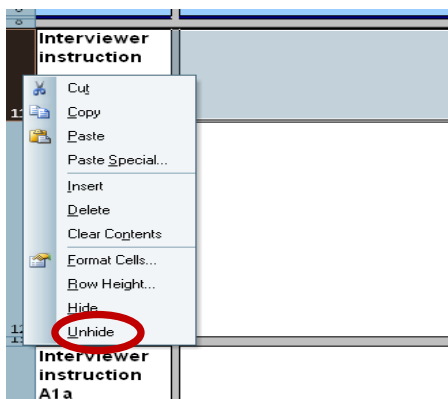 Interviewer
instruction
Cut
Copy
Paste
Paste Special...
Insert
Delete
Clear Contents
Format Cells...
Row Height...
Hide
Unhide
Interviewer
instruction
A1a